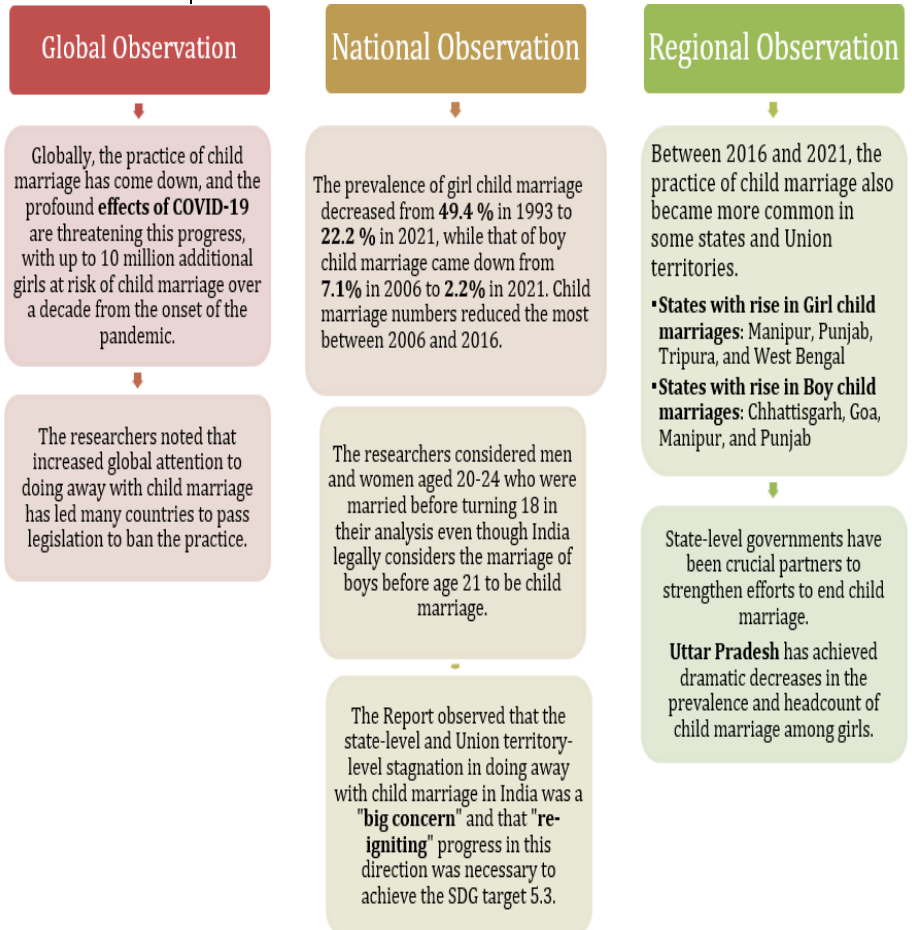 Global Observation
Globally, the practice of child
marriage has come down, and the
profound effects of COVID-19
are threatening this progress,
with up to 10 million additional
girls at risk of child marriage over
a decade from the onset of the
pandemic.
The researchers noted that
increased global attention to
doing away with child marriage
has led many countries to pass
legislation to ban the practice.
National Observation
The prevalence of girl child marriage
decreased from 49.4 % in 1993 to
22.2 % in 2021, while that of boy
child marriage came down from
7.1% in 2006 to 2.2% in 2021. Child
marriage numbers reduced the most
between 2006 and 2016.
The researchers considered men
and women aged 20-24 who were
married before turning 18 in
their analysis even though India
legally considers the marriage of
boys before age 21 to be child
marriage.
The Report observed that the
state-level and Union territory-
level stagnation in doing away
with child marriage in India was a
"big concern" and that "re-
igniting" progress in this
direction was necessary to
achieve the SDG target 5.3.
Regional Observation
Between 2016 and 2021, the
practice of child marriage also
became more common in
some states and Union
territories.
▪States with rise in Girl child
marriages: Manipur, Punjab,
Tripura, and West Bengal
▪States with rise in Boy child
marriages: Chhattisgarh, Goa,
Manipur, and Punjab
State-level governments have
been crucial partners to
strengthen efforts to end child
marriage.
Uttar Pradesh has achieved
dramatic decreases in the
prevalence and headcount of
child marriage among girls.